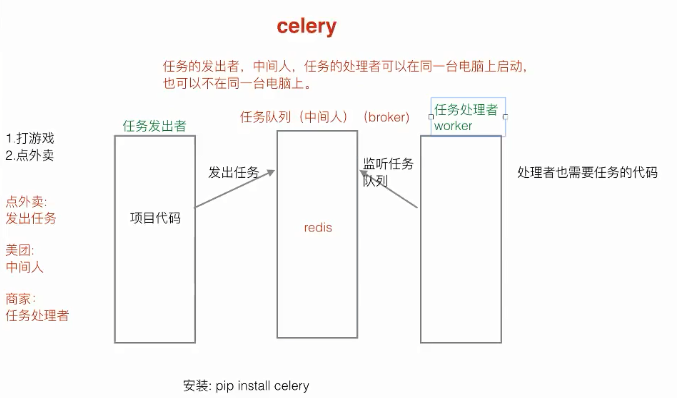 celery
任务的发出者，中间人，任务的处理者可以在同一台电脑上启动，
也可以不在同一台电脑上。
任务发出者
任务队列（中间人）（broker）
任务处理者
worker
1.打游戏
2.点外卖
发出任务
监听任务
队列
处理者也需要任务的代码
点外卖:
发出任务
项目代码
redis
美团:
中间人
商家:
任务处理者
安装: pip install celery